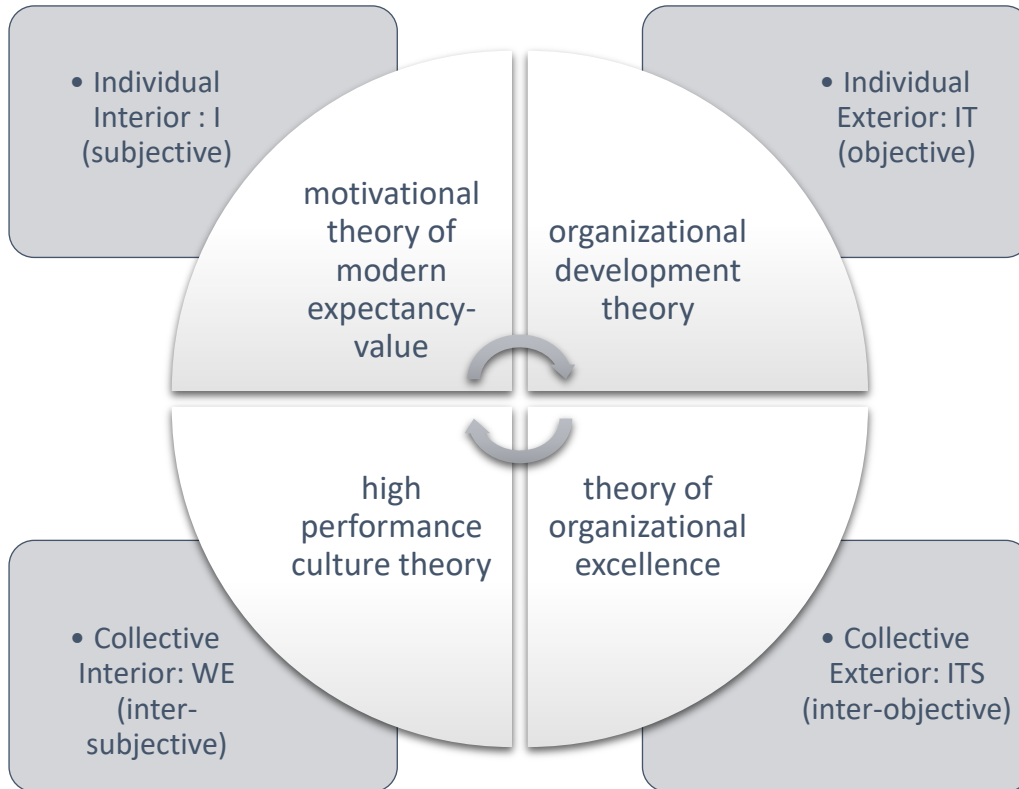 • Individual
Interior : I
(subjective)
• Individual
Exterior: IT
(objective)
motivational
theory of
modern
expectancy-
value
organizational
development
theory
high
performance
culture theory
theory of
organizational
excellence
• Collective
Interior: WE
(inter-
subjective)
• Collective
Exterior: ITS
(inter-objective)